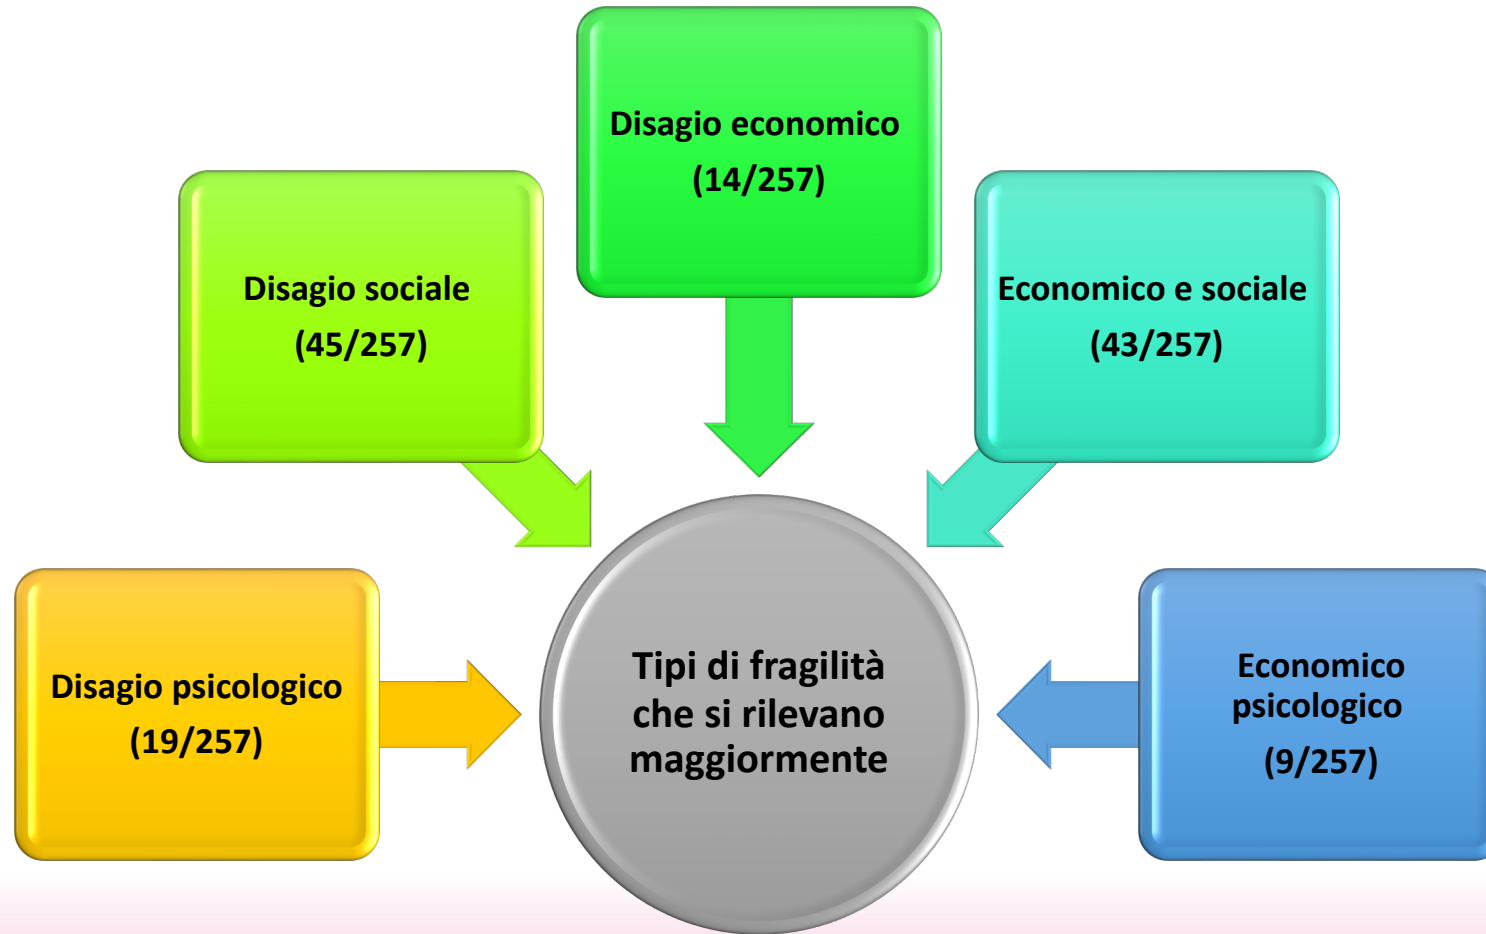 Disagio economico
(14/257)
Disagio sociale
(45/257)
Economico e sociale
(43/257)
Disagio psicologico
(19/257)
Tipi di fragilità
che si rilevano
maggiormente
Economico
psicologico
(9/257)